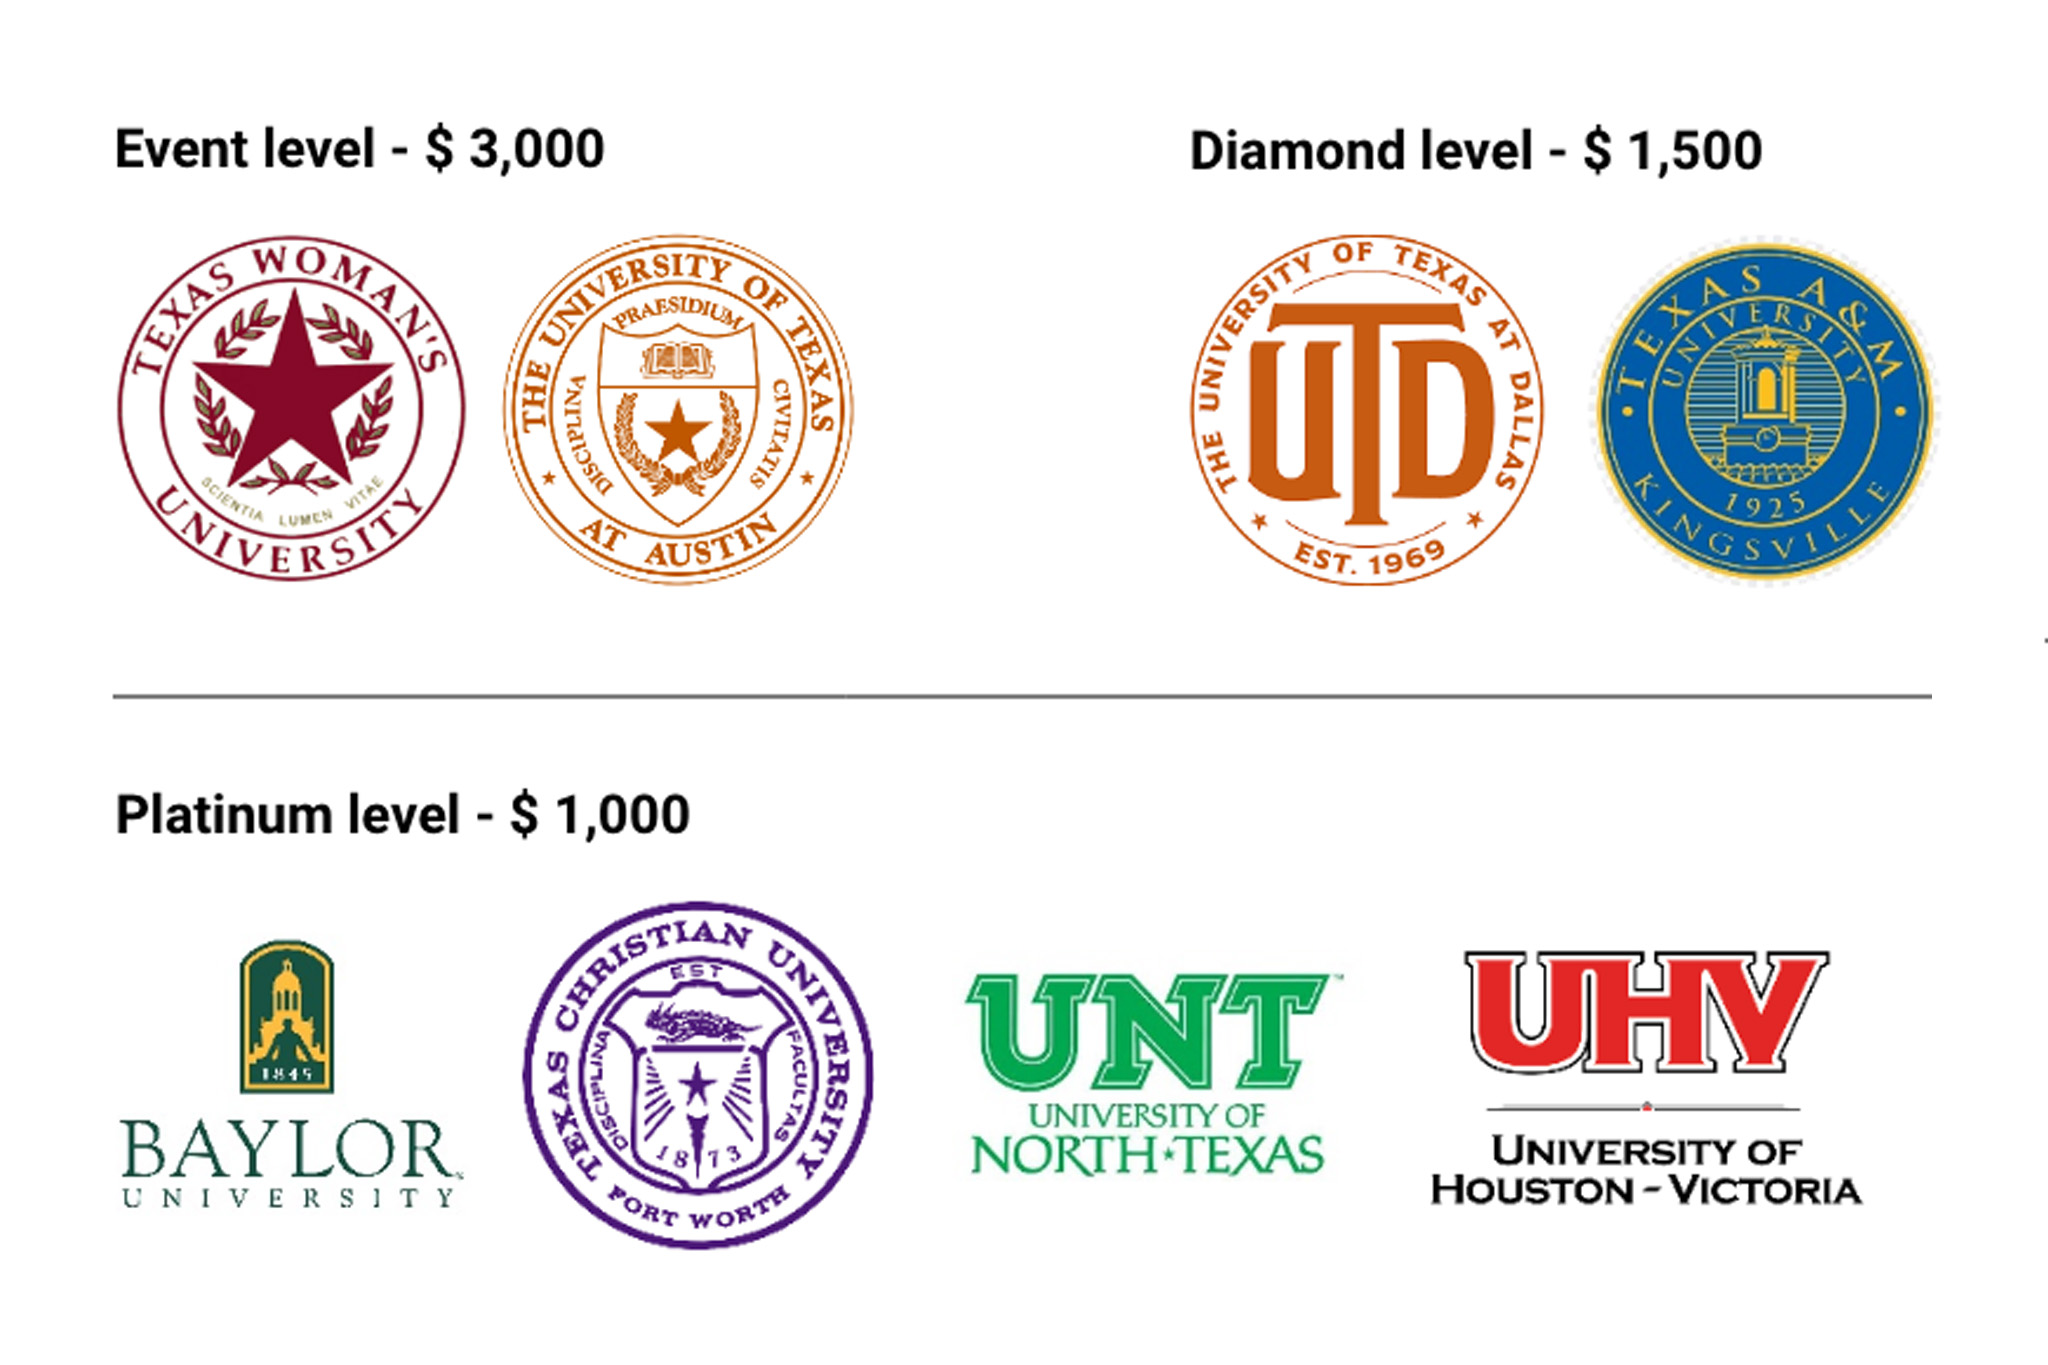 Event level - $ 3,000
Diamond level - $ 1,500
TEXAS WOMAN'S
UNIVERSITY
SCIENTIA LUMEN VITAE
THE UNIVERSITY OF TEXAS
AT AUSTIN
PRAESIDIUM
DISCIPLINA
CIVITATIS
THE UNIVERSITY OF TEXAS AT DALLAS
UTD
EST. 1969
TEXAS A&M
UNIVERSITY
1925
KINGSVILLE
Platinum level - $ 1,000
1845
BAYLOR
UNIVERSITY
TEXAS CHRISTIAN UNIVERSITY
EST
DISCIPLINA
FACULTAS
1873
FORT WORTH
UNT™
UNIVERSITY OF
NORTH★TEXAS
UHV
UNIVERSITY OF
HOUSTON - VICTORIA